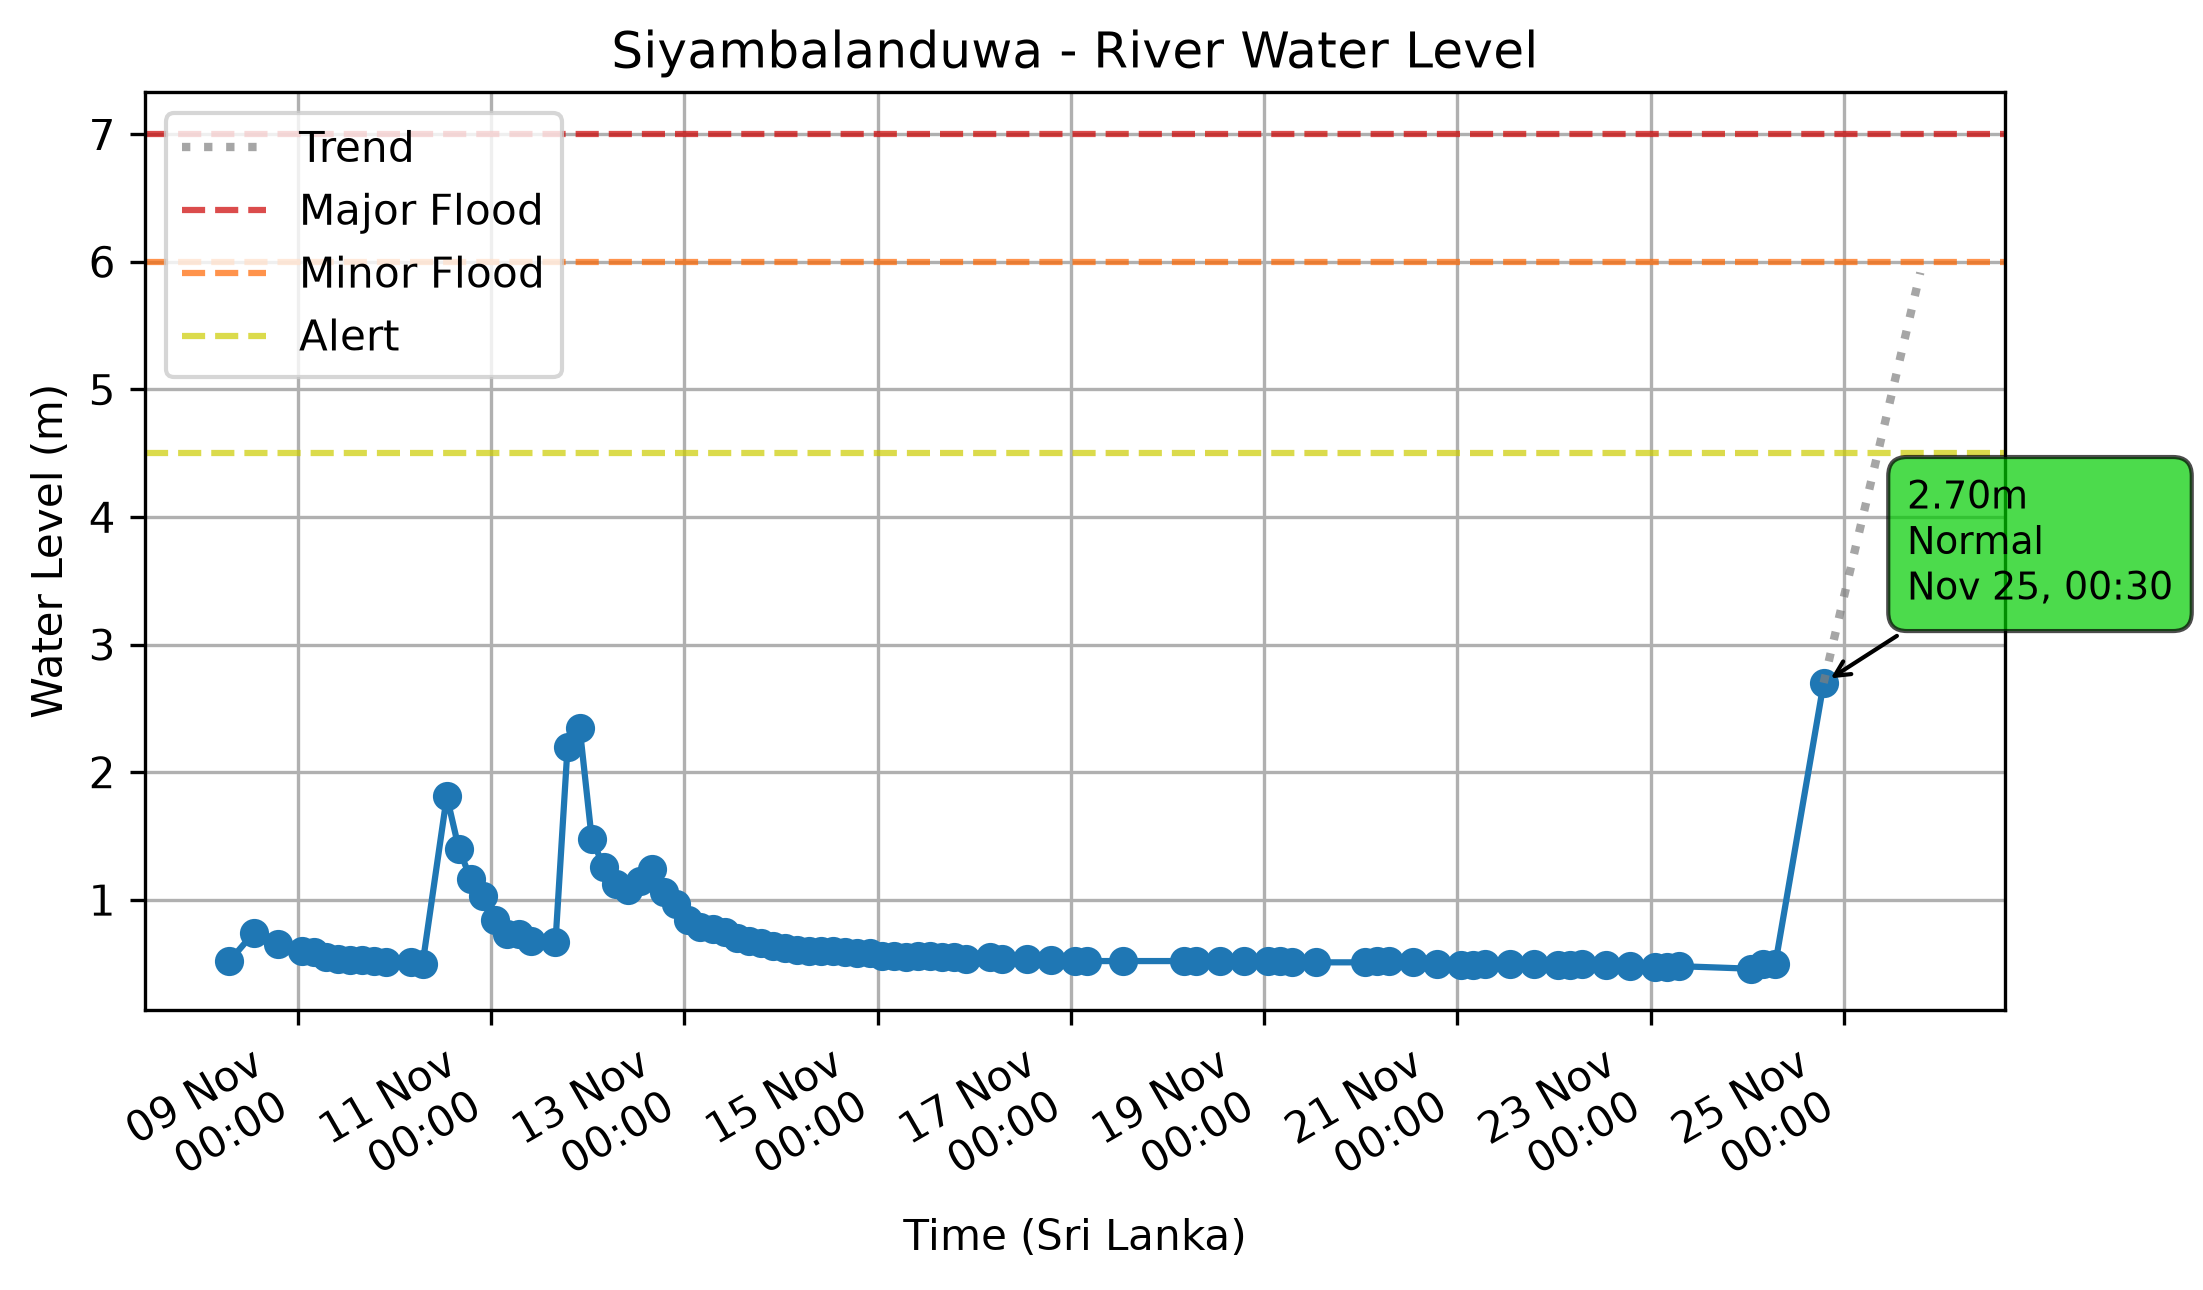 Siyambalanduwa - River Water Level
Trend
Major Flood
Minor Flood
Alert
7
6
5
4
3
2
1
Water Level (m)
2.70m
Normal
Nov 25, 00:30
09 Nov
00:00
11 Nov
00:00
13 Nov
00:00
15 Nov
00:00
17 Nov
00:00
19 Nov
00:00
21 Nov
00:00
23 Nov
00:00
25 Nov
00:00
Time (Sri Lanka)